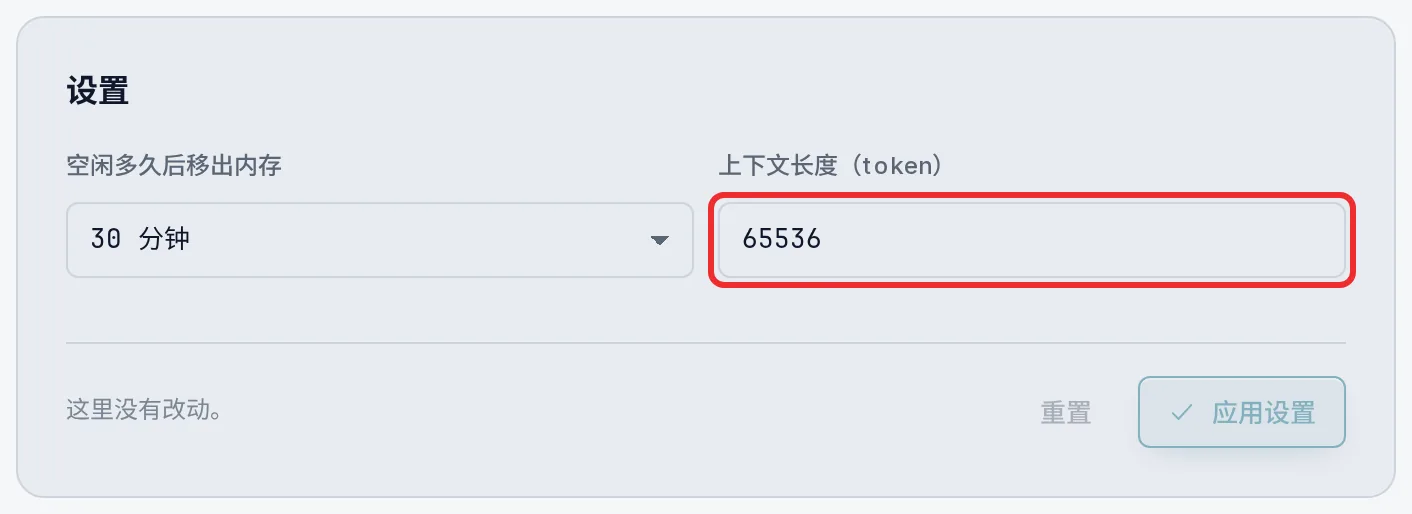 设置
空闲多久后移出内存
上下文长度（token）
30 分钟
65536
这里没有改动。
重置
应用设置